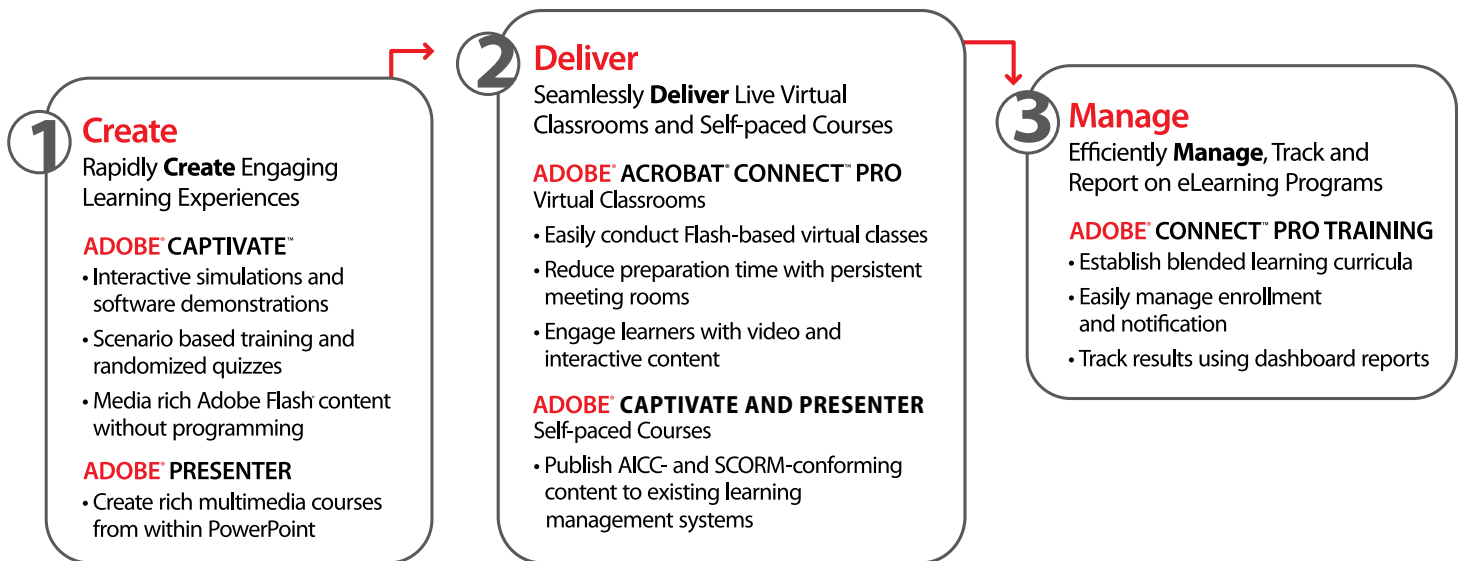 1
Create
Rapidly Create Engaging
Learning Experiences
ADOBE® CAPTIVATE™
• Interactive simulations and
software demonstrations
• Scenario based training and
randomized quizzes
• Media rich Adobe Flash® content
without programming
ADOBE® PRESENTER
• Create rich multimedia courses
from within PowerPoint
2
Deliver
Seamlessly Deliver Live Virtual
Classrooms and Self-paced Courses
ADOBE® ACROBAT® CONNECT™ PRO
Virtual Classrooms
• Easily conduct Flash-based virtual classes
• Reduce preparation time with persistent
meeting rooms
• Engage learners with video and
interactive content
ADOBE® CAPTIVATE AND PRESENTER
Self-paced Courses
• Publish AICC- and SCORM-conforming
content to existing learning
management systems
3
Manage
Efficiently Manage, Track and
Report on eLearning Programs
ADOBE® CONNECT™ PRO TRAINING
• Establish blended learning curricula
• Easily manage enrollment
and notification
• Track results using dashboard reports